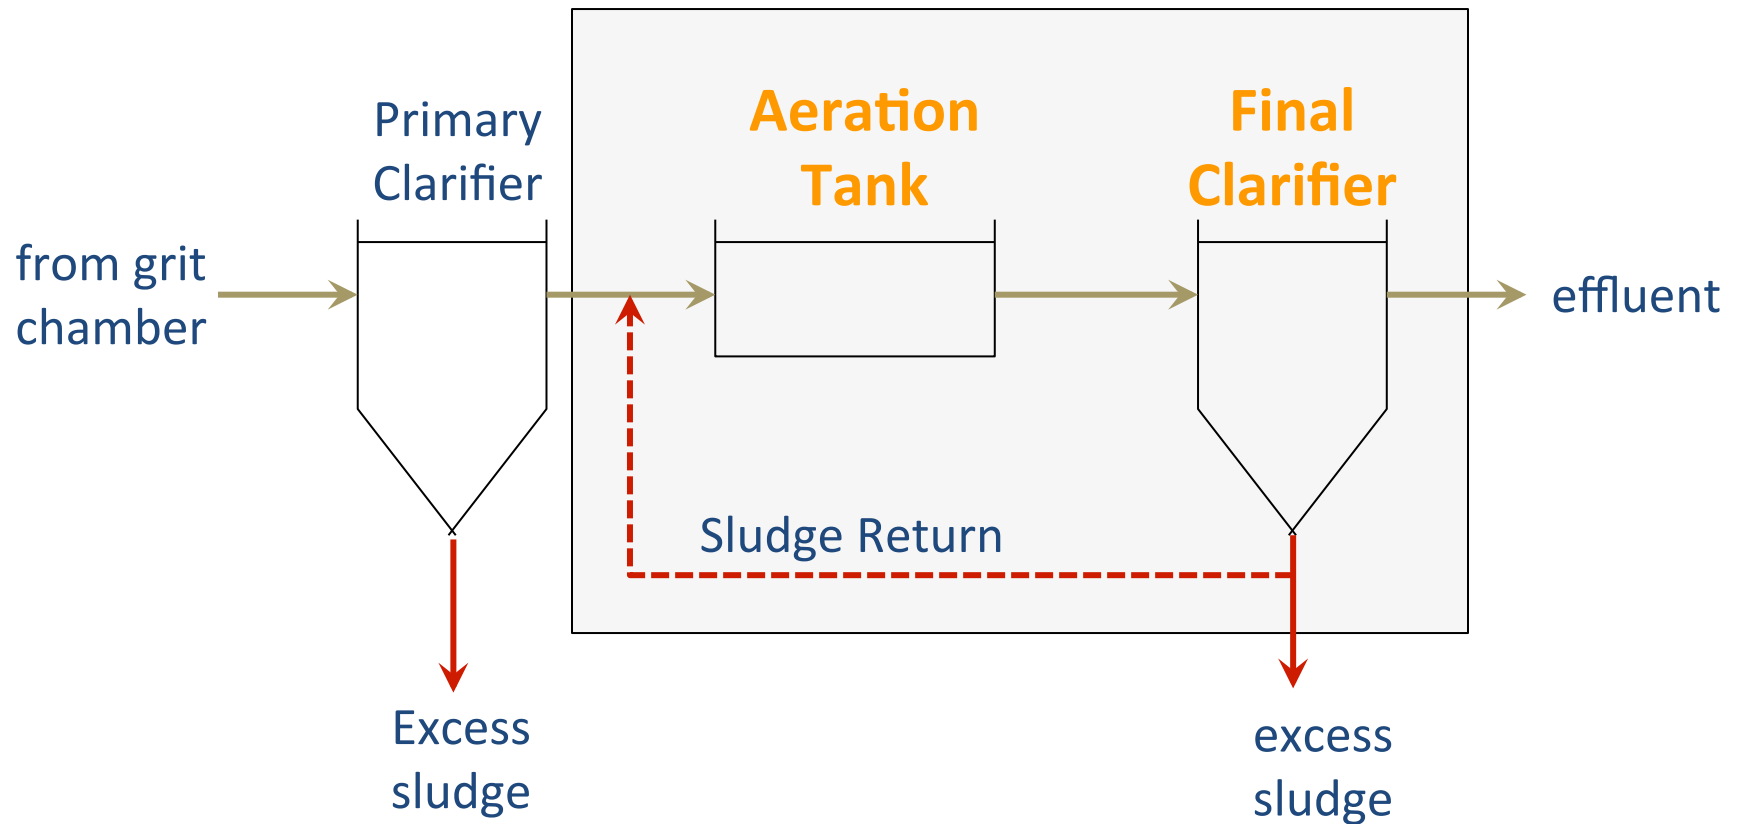 Primary
Clarifier
Aeration
Tank
Final
Clarifier
from grit
chamber
effluent
Sludge Return
Excess
sludge
excess
sludge